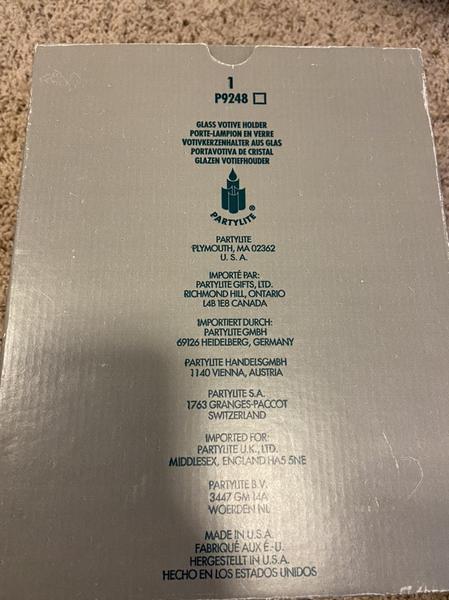 1
P9248 □
GLASS VOTIVE HOLDER
PORTE-LAMPION EN VERRE
VOTIVKERZENHALTER AUS GLAS
PORTAVOTIVA DE CRISTAL
GLAZEN VOTIEFHOUDER
PARTYLITE®
PARTYLITE
PLYMOUTH, MA 02362
U. S. A.
IMPORTÉ PAR:
PARTYLITE GIFTS, LTD.
RICHMOND HILL, ONTARIO
L4B 1E8 CANADA
IMPORTIERT DURCH:
PARTYLITE GMBH
69126 HEIDELBERG, GERMANY
PARTYLITE HANDELSGMBH
1140 VIENNA, AUSTRIA
PARTYLITE S.A.
1763 GRANGES-PACCOT
SWITZERLAND
IMPORTED FOR:
PARTYLITE U.K., LTD.
MIDDLESEX, ENGLAND HA5 5NE
PARTYLITE B.V.
3447 GM 14A
WOERDEN NL
MADE IN U.S.A.
FABRIQUÉ AUX É.-U.
HERGESTELLT IN U.S.A.
HECHO EN LOS ESTADOS UNIDOS